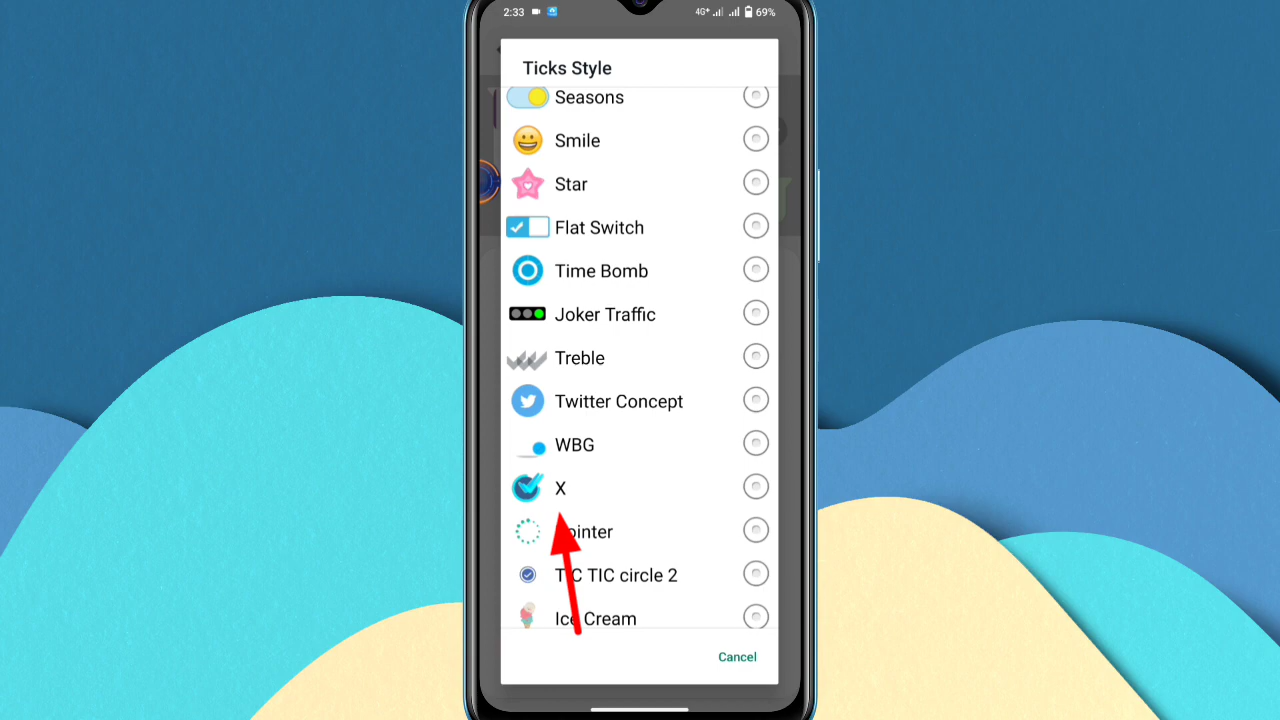 2:33 4G+ 69%
Ticks Style
Seasons
Smile
Star
Flat Switch
Time Bomb
Joker Traffic
Treble
Twitter Concept
WBG
X
Pointer
TIC TIC circle 2
Ice Cream
Cancel